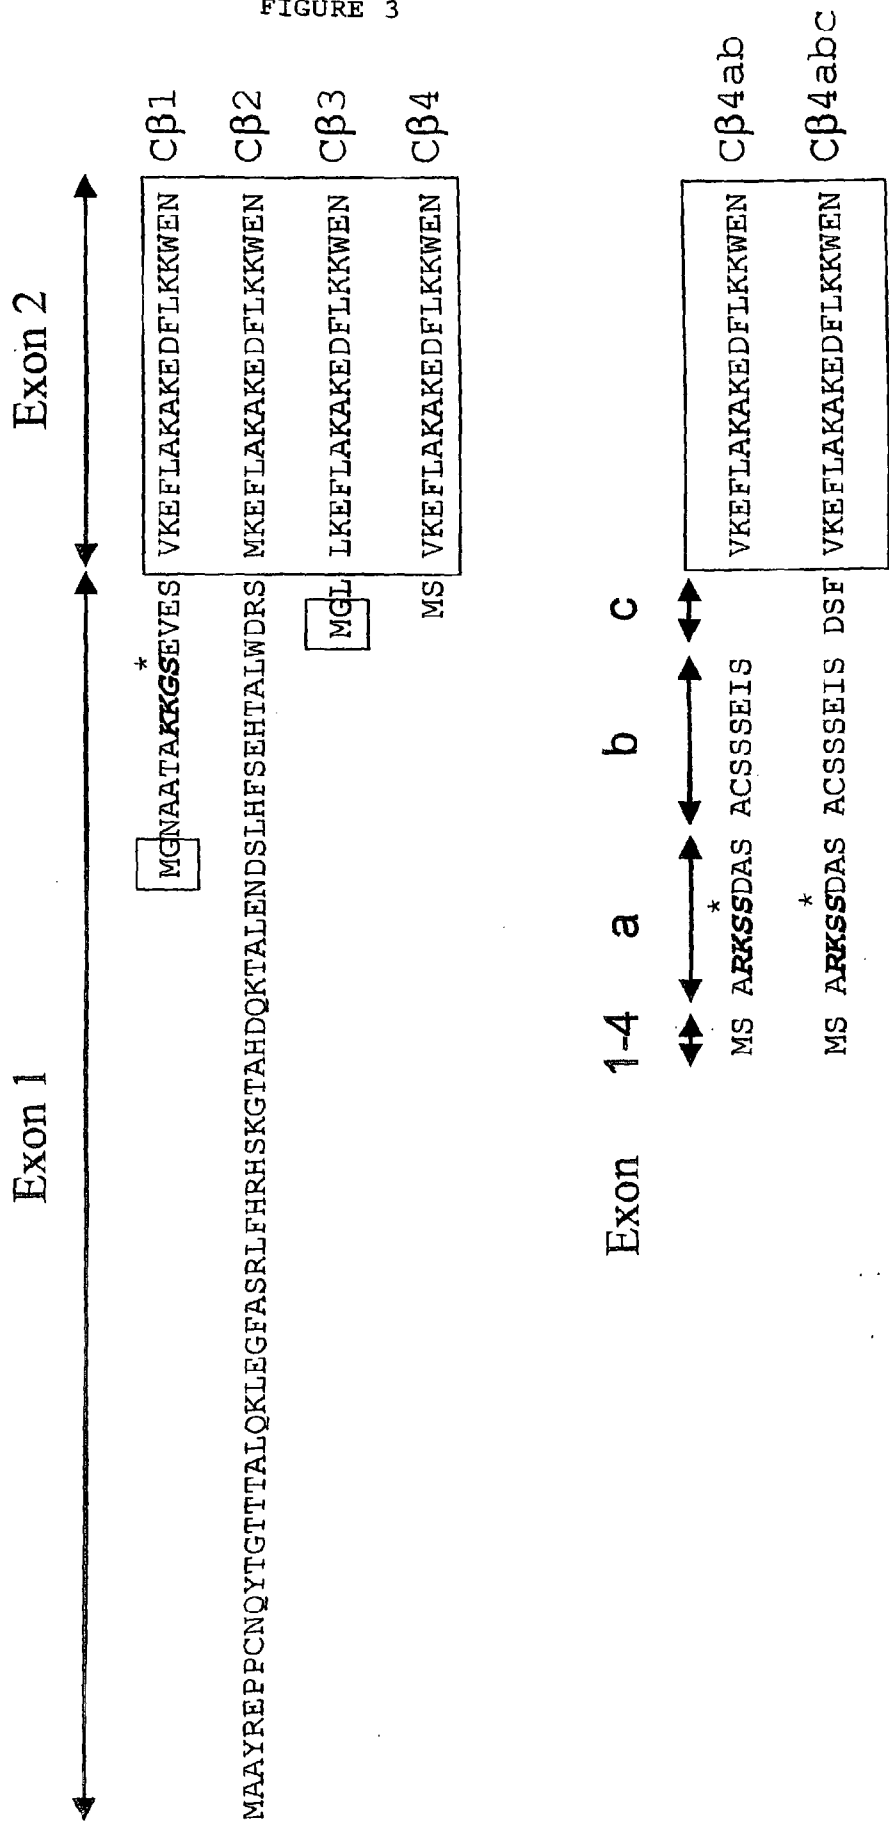 FIGURE 3
Exon 1 Exon 2
*
MGNAATAKKGSEVES VKEFLAKAKEDFLKKWEN Cβ1
MAAYREPPCNQYTGTTTALQKLEGFASRLFHRHSKGTAHDQKTALENDSLHFSEHTALWDRS MKEFLAKAKEDFLKKWEN Cβ2
MGL LKEFLAKAKEDFLKKWEN Cβ3
MS VKEFLAKAKEDFLKKWEN Cβ4
Exon 1-4 a b c
*
MS ARKSSDAS ACSSSEIS VKEFLAKAKEDFLKKWEN Cβ4ab
*
MS ARKSSDAS ACSSSEIS DSF VKEFLAKAKEDFLKKWEN Cβ4abc